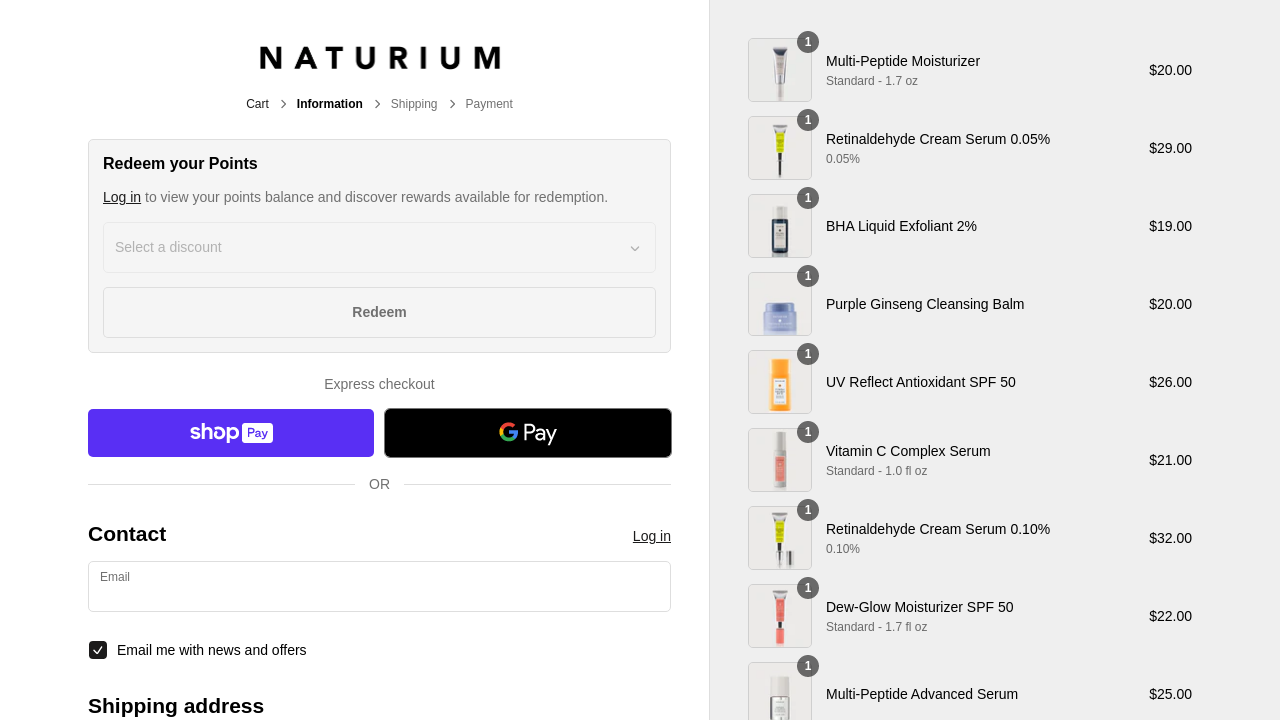 NATURIUM
Cart > Information > Shipping > Payment
Redeem your Points
Log in to view your points balance and discover rewards available for redemption.
Select a discount
Redeem
Express checkout
shop Pay
G Pay
OR
Contact
Log in
Email
Email me with news and offers
Shipping address
1
Multi-Peptide Moisturizer
Standard - 1.7 oz
$20.00
1
Retinaldehyde Cream Serum 0.05%
0.05%
$29.00
1
BHA Liquid Exfoliant 2%
$19.00
1
Purple Ginseng Cleansing Balm
$20.00
1
UV Reflect Antioxidant SPF 50
$26.00
1
Vitamin C Complex Serum
Standard - 1.0 fl oz
$21.00
1
Retinaldehyde Cream Serum 0.10%
0.10%
$32.00
1
Dew-Glow Moisturizer SPF 50
Standard - 1.7 fl oz
$22.00
1
Multi-Peptide Advanced Serum
$25.00